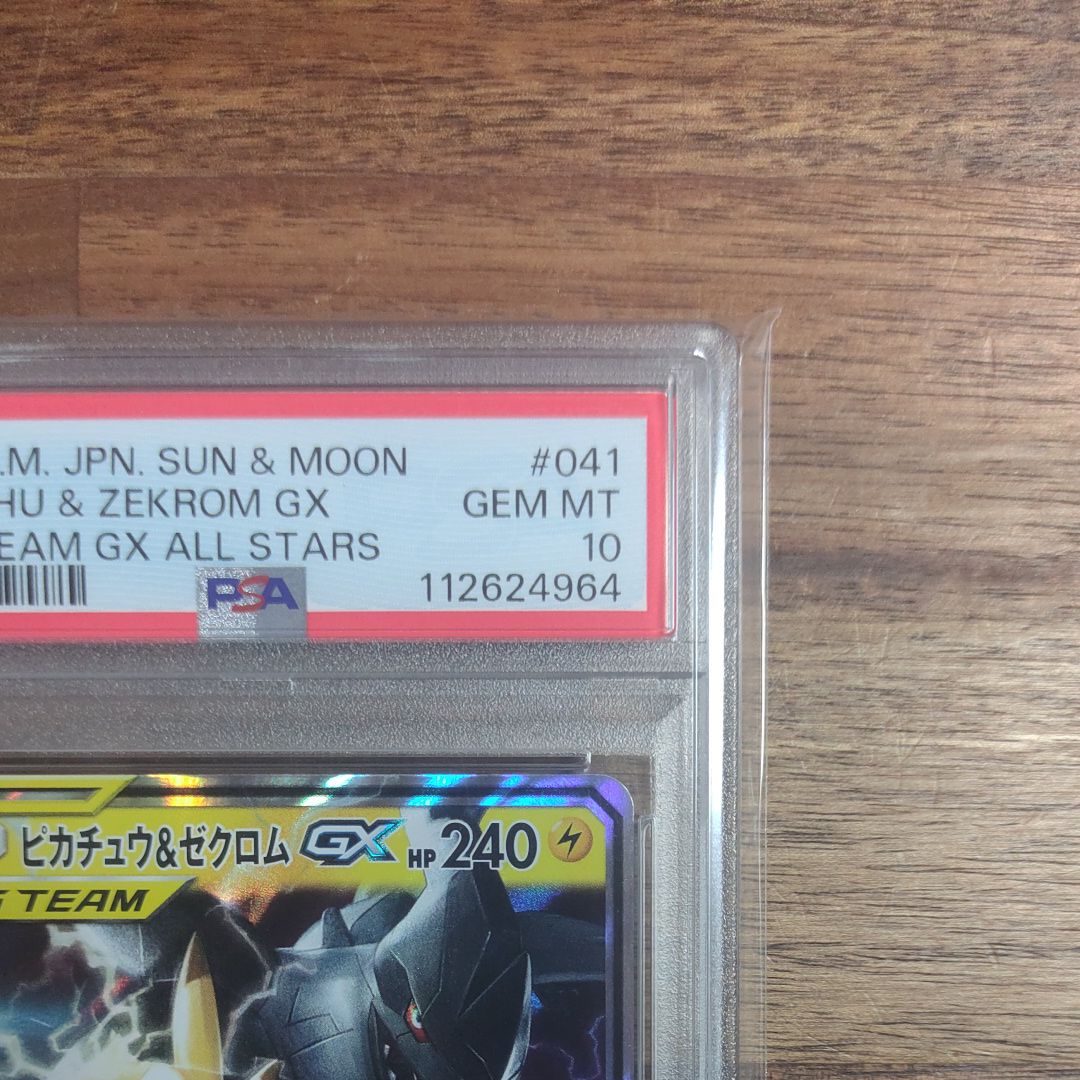 .M. JPN. SUN & MOON #041
HU & ZEKROM GX GEM MT
EAM GX ALL STARS 10
PSA 112624964
ピカチュウ&ゼクロム GX HP 240
TEAM